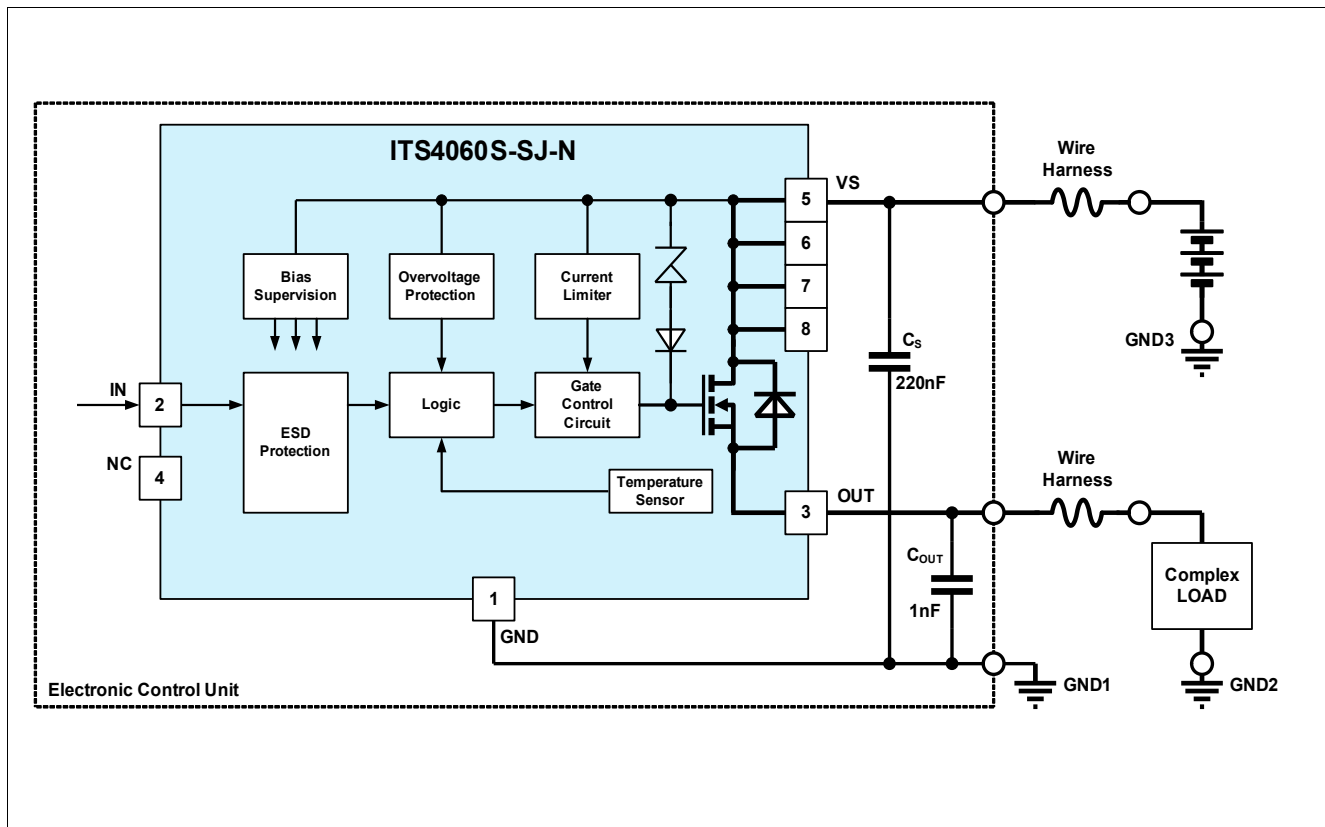 ITS4060S-SJ-N
VS
Wire
Harness
5
6
7
8
Bias
Supervision
Overvoltage
Protection
Current
Limiter
GND3
CS
220nF
IN
2
ESD
Protection
Logic
Gate
Control
Circuit
NC
4
Temperature
Sensor
3
OUT
Wire
Harness
COUT
1nF
Complex
LOAD
1
GND
Electronic Control Unit
GND1
GND2